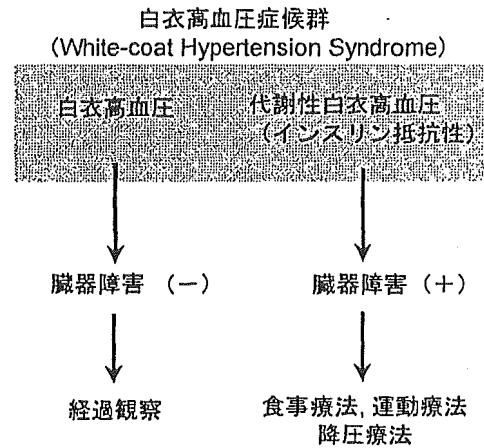 白衣高血圧症候群
(White-coat Hypertension Syndrome)
白衣高血圧
代謝性白衣高血圧
(インスリン抵抗性)
臓器障害 (－)
臓器障害 (＋)
経過観察
食事療法, 運動療法
降圧療法